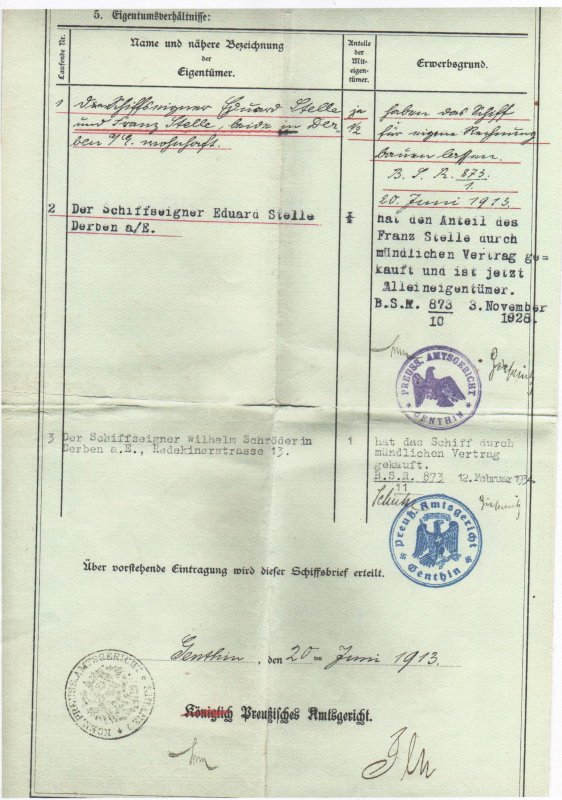 5. Eigentumsverhältnisse:
Laufende Nr.
Name und nähere Bezeichnung
der
Eigentümer.
Anteile
der
Mit-
eigen-
tümer.
Erwerbsgrund.
1 Die Schiffseigner Eduard Stelle
und Franz Stelle, beide in Der-
ben a/E. wohnhaft.
je
1/2
haben das Schiff
für eigene Rechnung
bauen lassen.
B. S. R. 873
1.
20. Juni 1913.
2 Der Schiffseigner Eduard Stelle
Derben a/E.
1
hat den Anteil des
Franz Stelle durch
mündlichen Vertrag ge=
kauft und ist jetzt
Alleineigentümer.
B.S.R. 873 3. November
10 1928.
PREUSS. AMTSGERICHT
* GENTHIN *
3 Der Schiffseigner Wilhelm Schröder in
Derben a.E., Redekinerstrasse 13.
1
hat das Schiff durch
mündlichen Vertrag
gekauft.
B.S.R. 873 12. Februar 1934
11
Preuß. Amtsgericht
Genthin
Über vorstehende Eintragung wird dieser Schiffsbrief erteilt.
Genthin, den 20ten Juni 1913.
KGL. PREUSS. AMTSGERICHT
Königlich Preußisches Amtsgericht.